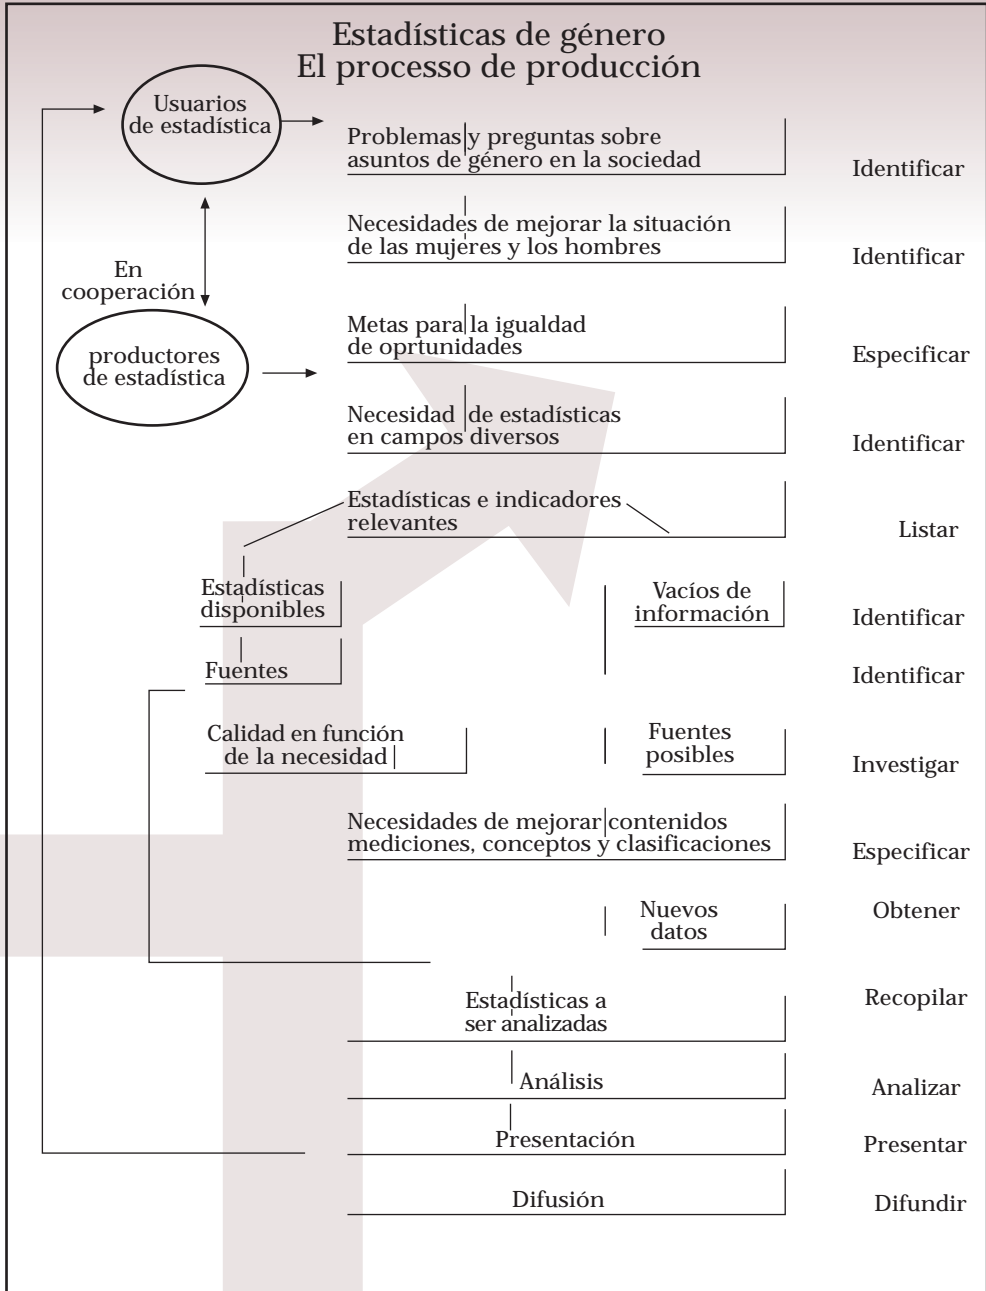 Estadísticas de género
El processo de producción
Usuarios
de estadística
Problemas y preguntas sobre
asuntos de género en la sociedad
Identificar
Necesidades de mejorar la situación
de las mujeres y los hombres
Identificar
En
cooperación
Metas para la igualdad
de oprtunidades
Especificar
productores
de estadística
Necesidad de estadísticas
en campos diversos
Identificar
Estadísticas e indicadores
relevantes
Listar
Estadísticas
disponibles
Vacíos de
información
Identificar
Fuentes
Identificar
Calidad en función
de la necesidad
Fuentes
posibles
Investigar
Necesidades de mejorar contenidos
mediciones, conceptos y clasificaciones
Especificar
Nuevos
datos
Obtener
Estadísticas a
ser analizadas
Recopilar
Análisis
Analizar
Presentación
Presentar
Difusión
Difundir